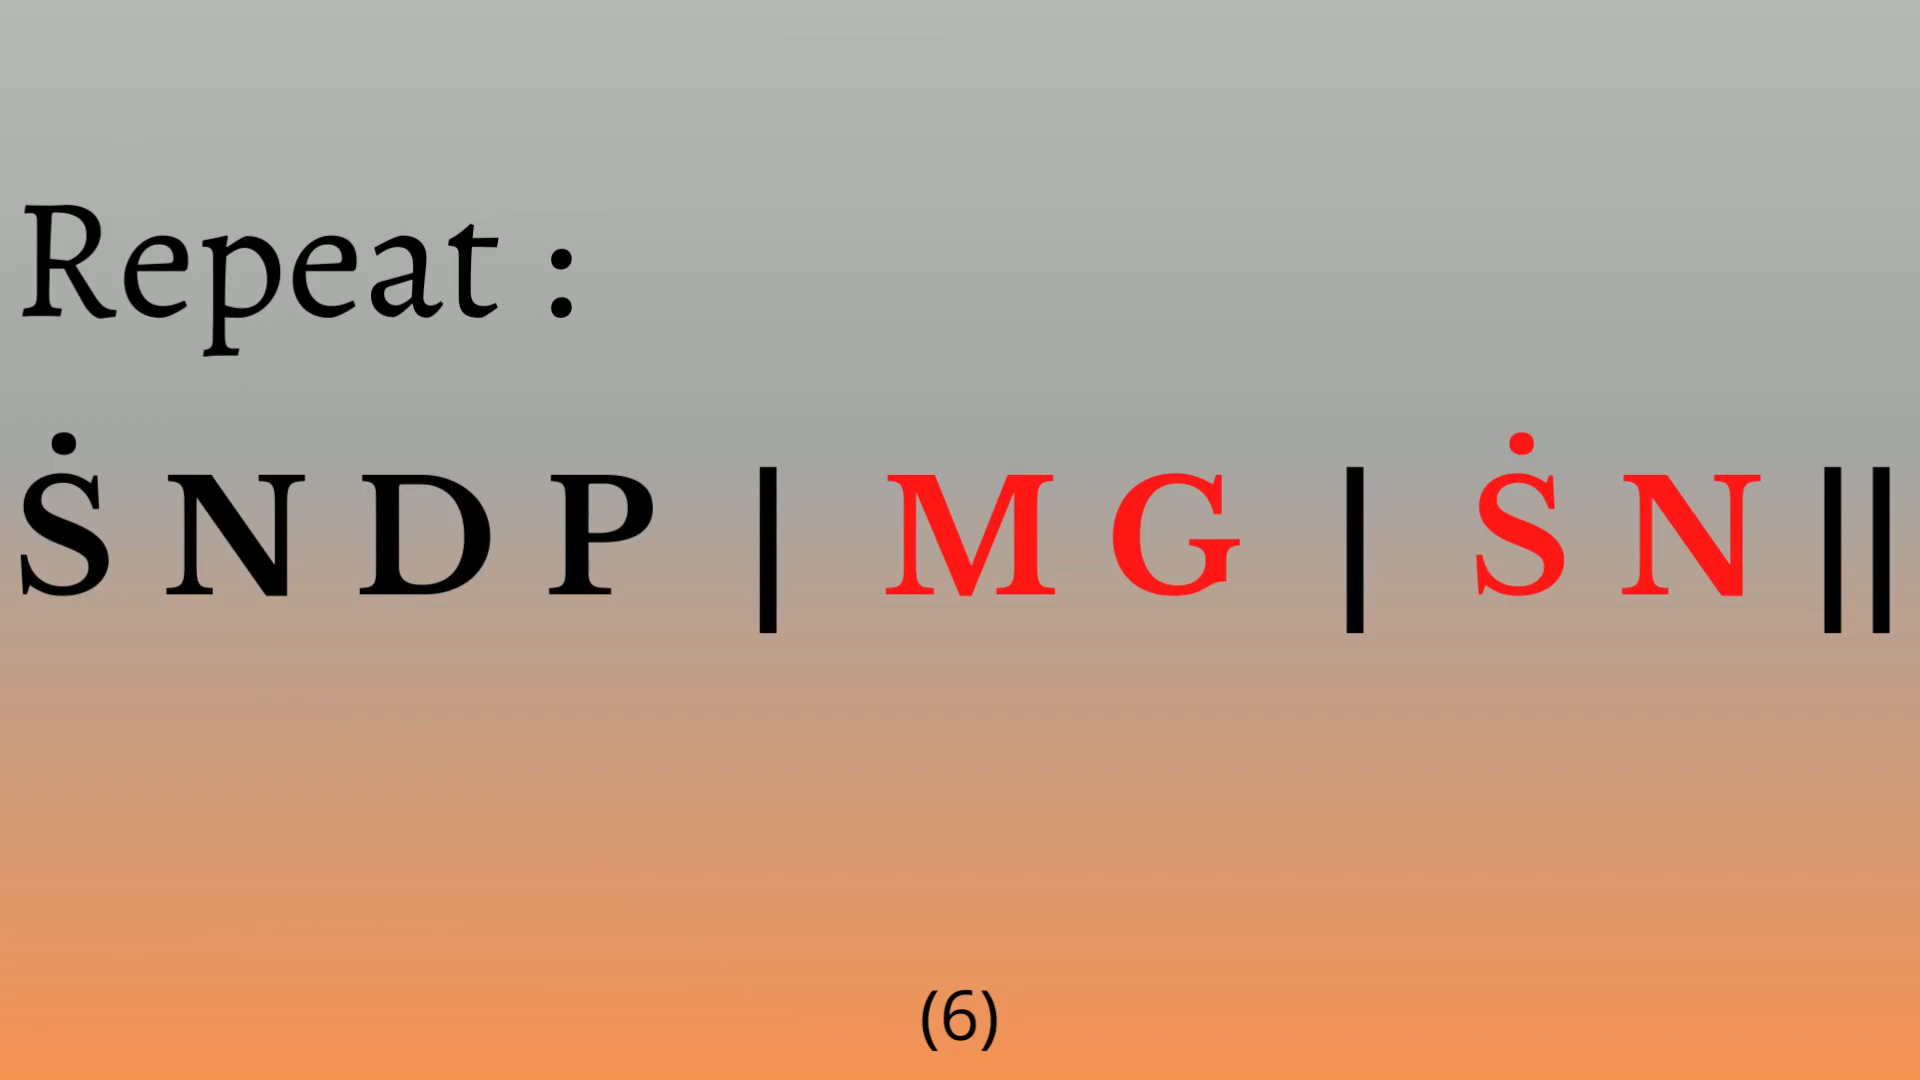 Repeat :
Ṡ N D P | M G | Ṡ N ||
(6)